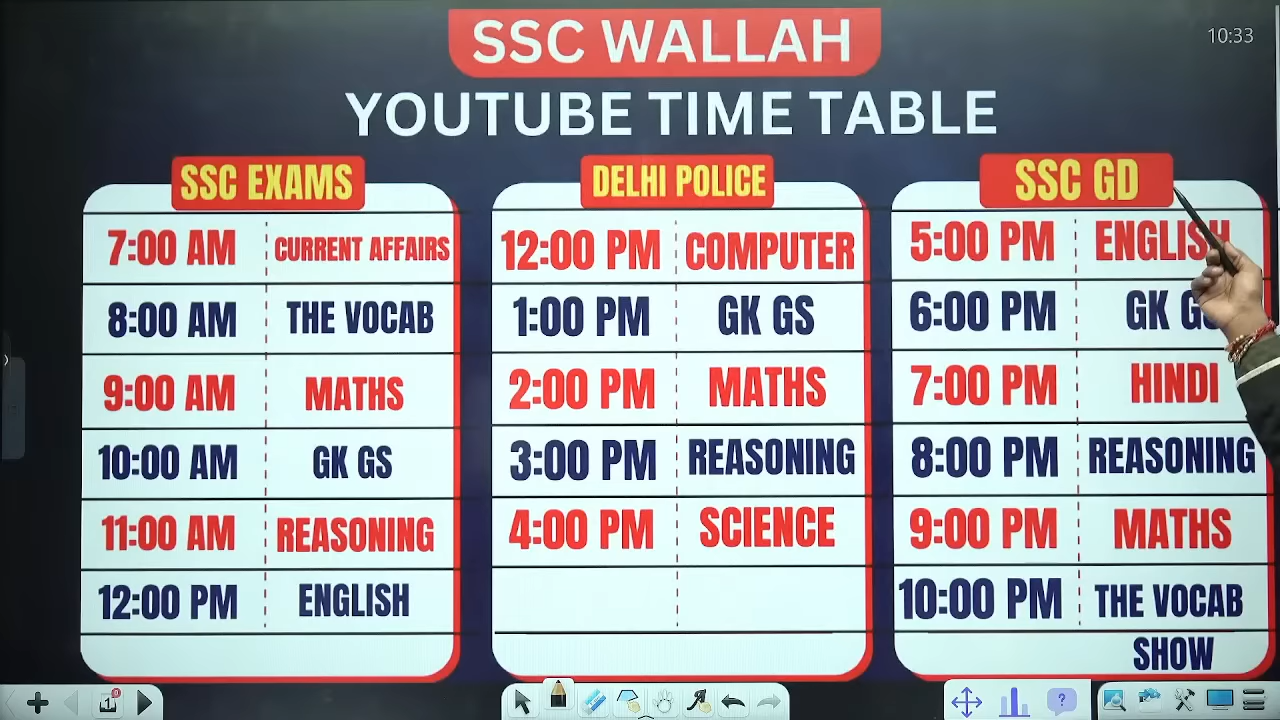 SSC WALLAH
10:33
YOUTUBE TIME TABLE
SSC EXAMS
7:00 AM CURRENT AFFAIRS
8:00 AM THE VOCAB
9:00 AM MATHS
10:00 AM GK GS
11:00 AM REASONING
12:00 PM ENGLISH
DELHI POLICE
12:00 PM COMPUTER
1:00 PM GK GS
2:00 PM MATHS
3:00 PM REASONING
4:00 PM SCIENCE
SSC GD
5:00 PM ENGLISH
6:00 PM GK GS
7:00 PM HINDI
8:00 PM REASONING
9:00 PM MATHS
10:00 PM THE VOCAB
SHOW
1